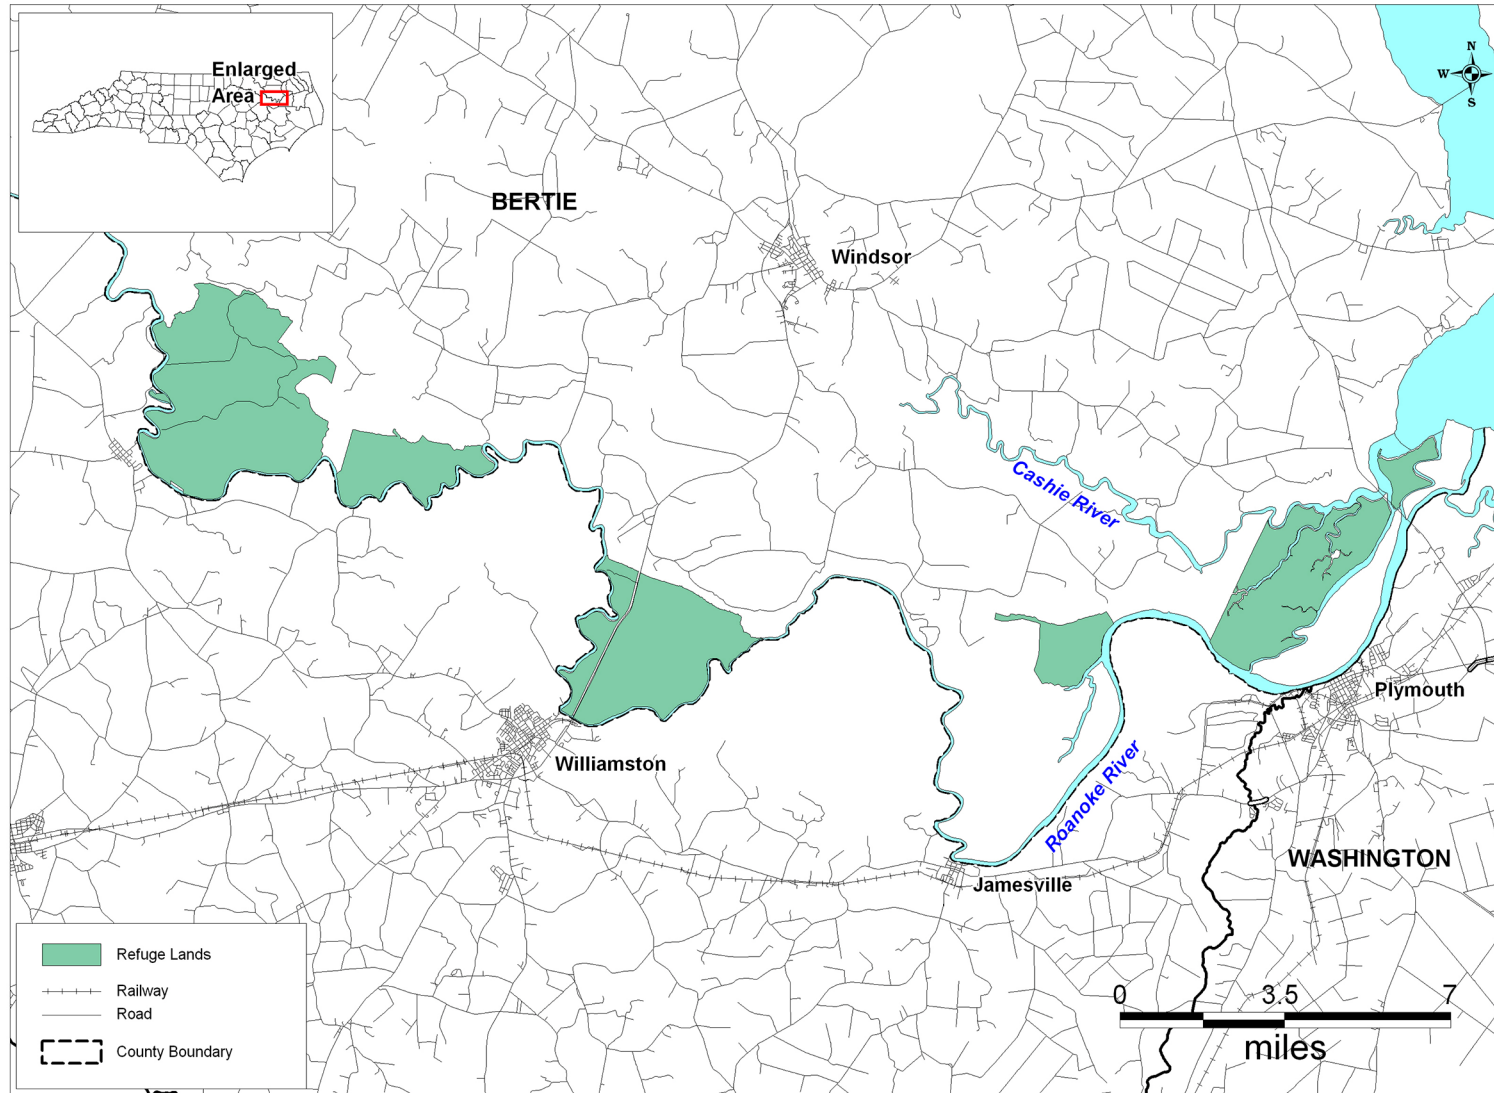 Enlarged
Area
N
W
S
BERTIE
Windsor
Cashie River
Plymouth
Williamston
Roanoke River
WASHINGTON
Jamesville
Refuge Lands
Railway
Road
County Boundary
0 3.5 7
miles